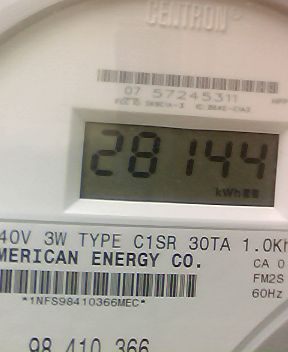 CENTRON®
07 57245311
28144
kWh
40V 3W TYPE C1SR 30TA 1.0Kh
MERICAN ENERGY CO.
CA 0
FM2S
*1NFS98410366MEC*
60Hz
98 410 366